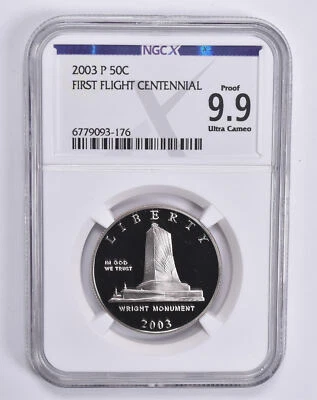 NGCX
2003 P 50C
FIRST FLIGHT CENTENNIAL
6779093-176
Proof
9.9
Ultra Cameo
LIBERTY
IN GOD
WE TRUST
WRIGHT MONUMENT
2003